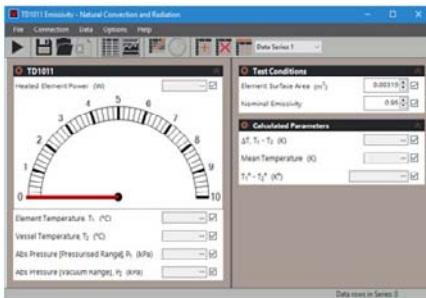 TD1011 Emissivity - Natural Convection and Radiation
File Connection Data Options Help
Data Series 1
TD1011
Heated Element Power (W)
0 1 2 3 4 5 6 7 8 9 10
Element Temperature, T₁ (°C)
Vessel Temperature, T₂ (°C)
Abs Pressure [Pressurised Range], P₁ (kPa)
Abs Pressure [Vacuum Range], P₂ (kPa)
Test Conditions
Element Surface Area (m²) 0.00319
Nominal Emissivity 0.95
Calculated Parameters
ΔT, T₁ - T₂ (K)
Mean Temperature (K)
T₁⁴ - T₂⁴ (K⁴)
Data rows in Series: 0